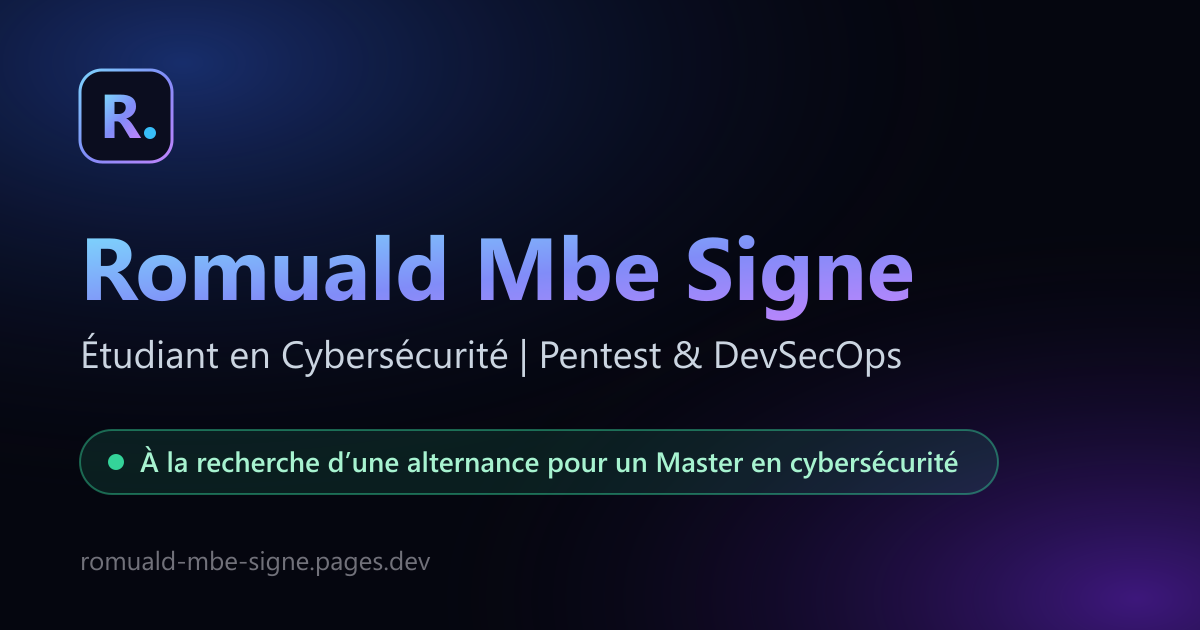 R.
Romuald Mbe Signe
Étudiant en Cybersécurité | Pentest & DevSecOps
À la recherche d’une alternance pour un Master en cybersécurité
romuald-mbe-signe.pages.dev